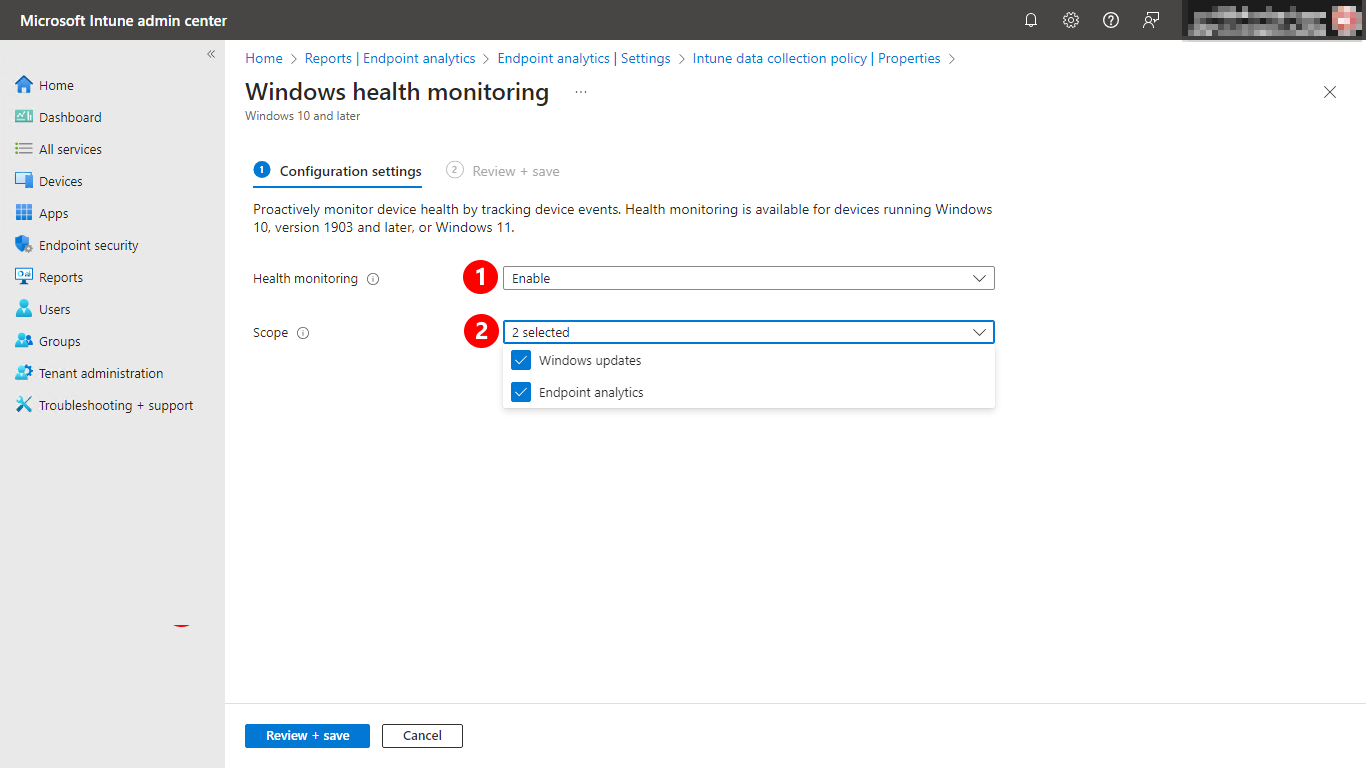 Microsoft Intune admin center
Home
Dashboard
All services
Devices
Apps
Endpoint security
Reports
Users
Groups
Tenant administration
Troubleshooting + support
Home > Reports | Endpoint analytics > Endpoint analytics | Settings > Intune data collection policy | Properties >
Windows health monitoring ...
Windows 10 and later
1 Configuration settings 2 Review + save
Proactively monitor device health by tracking device events. Health monitoring is available for devices running Windows
10, version 1903 and later, or Windows 11.
Health monitoring 1 Enable
Scope 2 2 selected
Windows updates
Endpoint analytics
Review + save Cancel